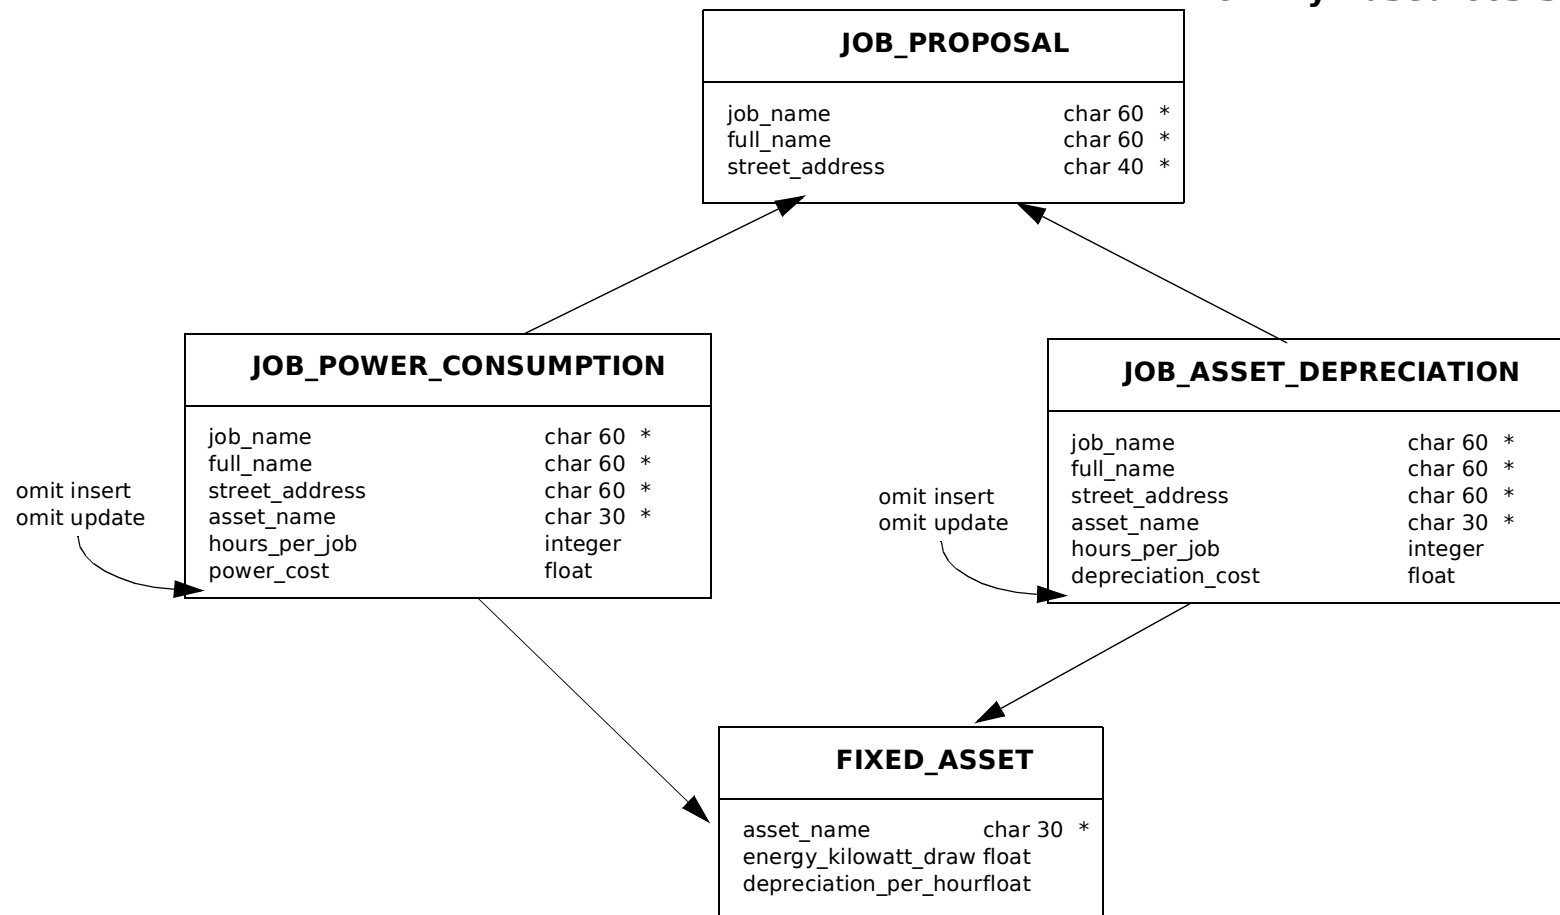 JOB_PROPOSAL
job_name char 60 *
full_name char 60 *
street_address char 40 *
JOB_POWER_CONSUMPTION
job_name char 60 *
full_name char 60 *
street_address char 60 *
asset_name char 30 *
hours_per_job integer
power_cost float
omit insert
omit update
JOB_ASSET_DEPRECIATION
job_name char 60 *
full_name char 60 *
street_address char 60 *
asset_name char 30 *
hours_per_job integer
depreciation_cost float
omit insert
omit update
FIXED_ASSET
asset_name char 30 *
energy_kilowatt_draw float
depreciation_per_hourfloat